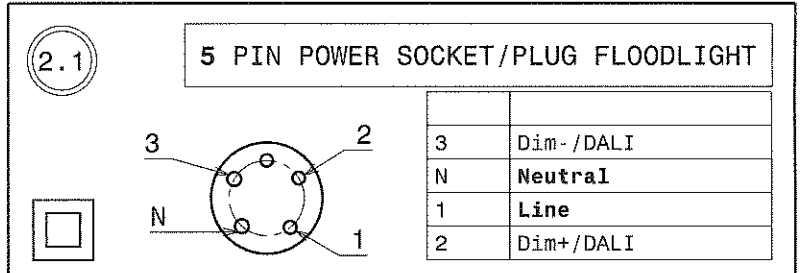 2.1
5 PIN POWER SOCKET/PLUG FLOODLIGHT
3
2
N
1
3 Dim-/DALI
N Neutral
1 Line
2 Dim+/DALI